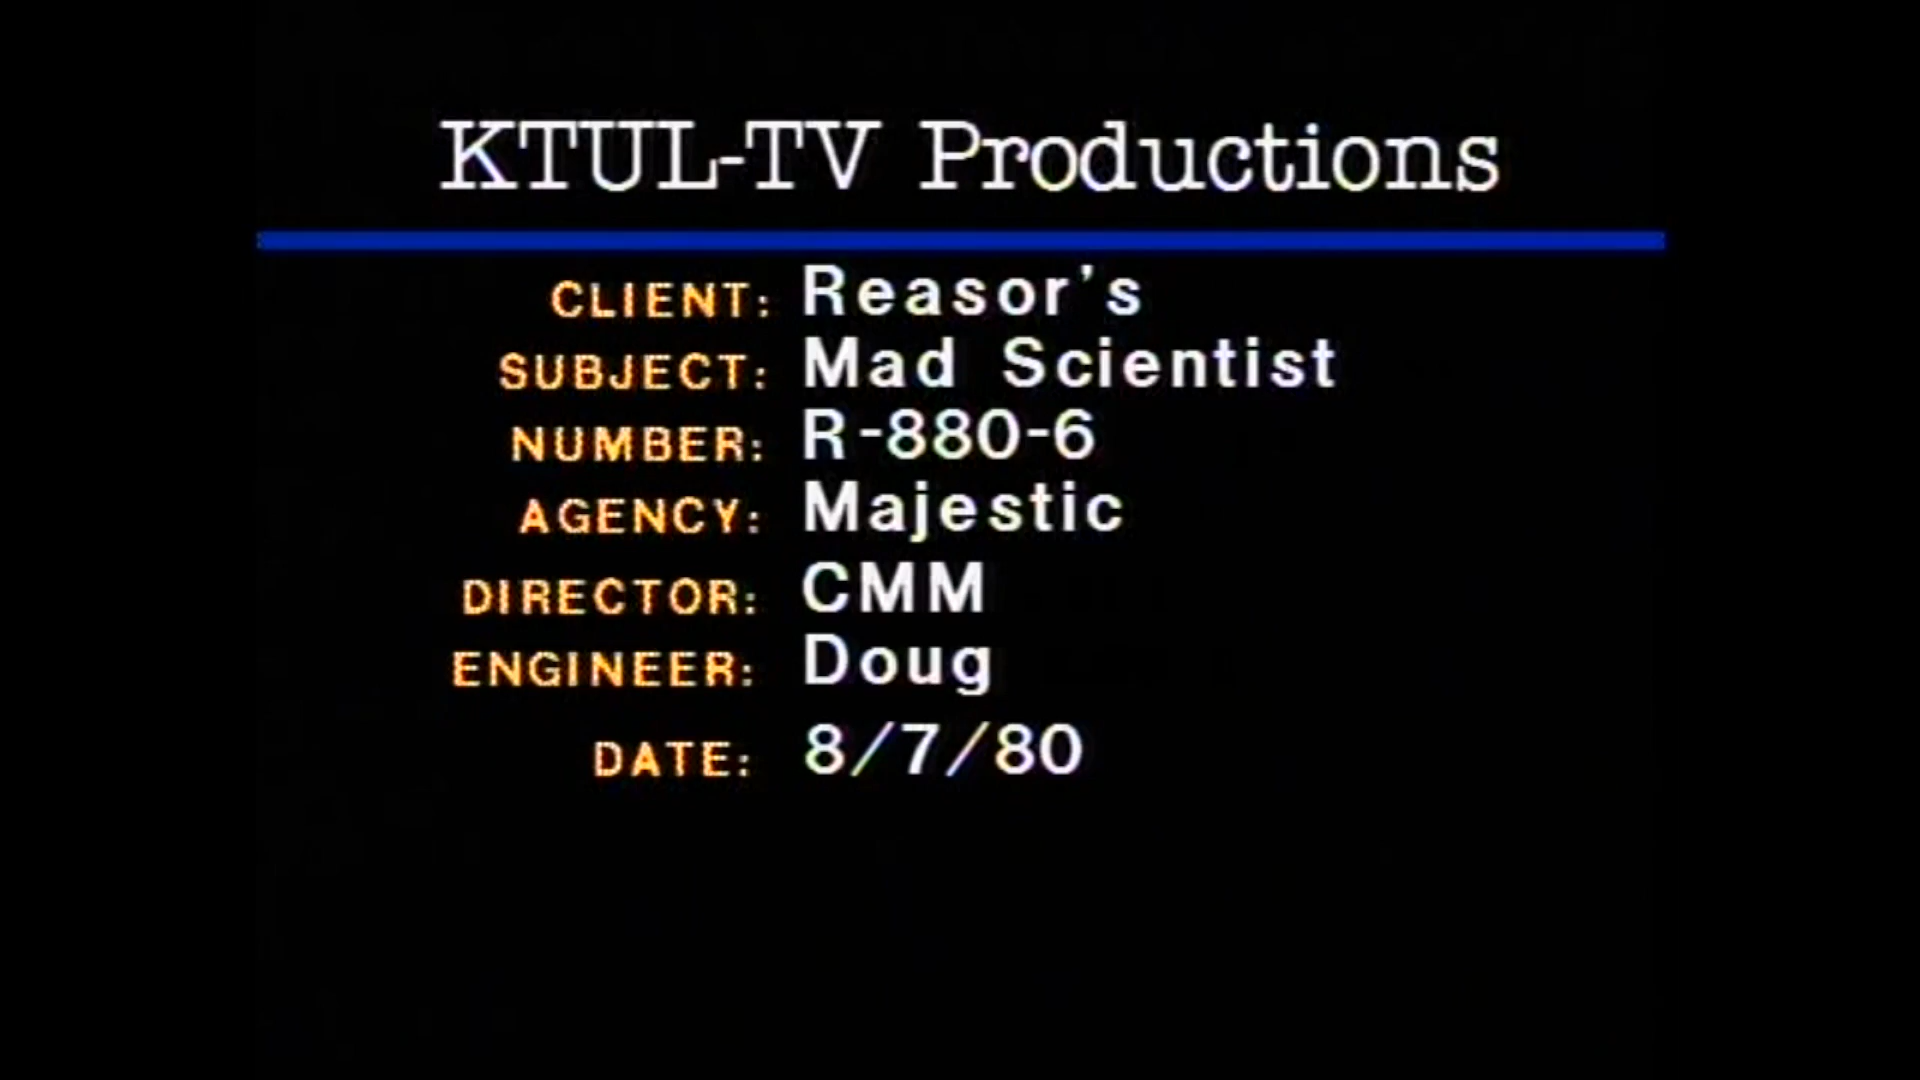 KTUL-TV Productions
CLIENT: Reasor's
SUBJECT: Mad Scientist
NUMBER: R-880-6
AGENCY: Majestic
DIRECTOR: CMM
ENGINEER: Doug
DATE: 8/7/80